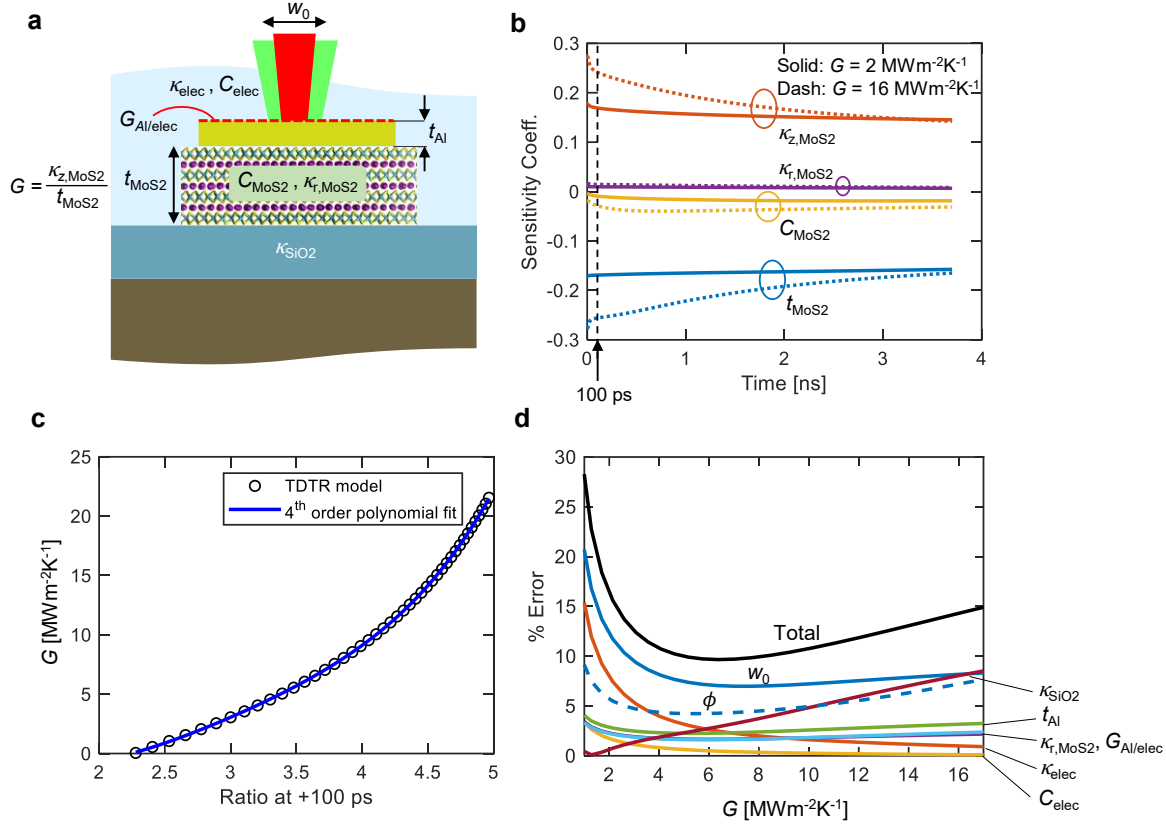 a
w0
κelec , Celec
GAl/elec
tAl
G = κz,MoS2
tMoS2
tMoS2
CMoS2 , κr,MoS2
κSiO2
b
0.3
0.2
0.1
0
-0.1
-0.2
-0.3
Sensitivity Coeff.
Solid: G = 2 MWm-2K-1
Dash: G = 16 MWm-2K-1
κz,MoS2
κr,MoS2
CMoS2
tMoS2
0
1
2
3
4
Time [ns]
100 ps
c
25
20
15
10
5
0
G [MWm-2K-1]
TDTR model
4th order polynomial fit
2
2.5
3
3.5
4
4.5
5
Ratio at +100 ps
d
30
25
20
15
10
5
0
% Error
Total
w0
ϕ
κSiO2
tAl
κr,MoS2, GAl/elec
κelec
Celec
2
4
6
8
10
12
14
16
G [MWm-2K-1]